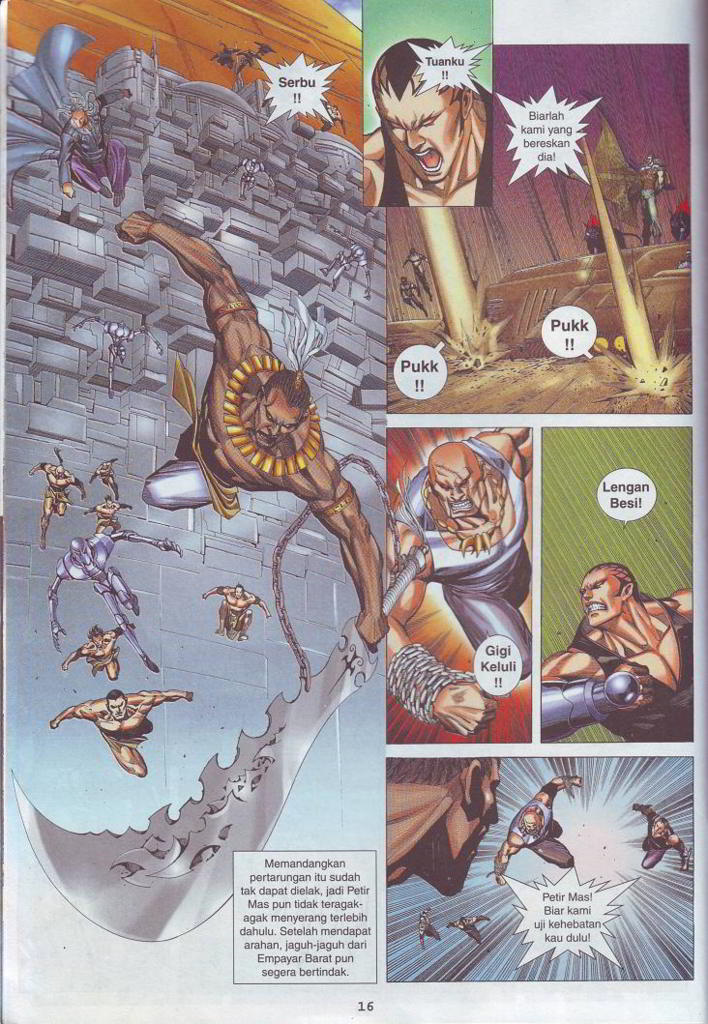 Serbu
!!
Tuanku
!!
Biarlah
kami yang
bereskan
dia!
Pukk
!!
Pukk
!!
Gigi
Keluli
!!
Lengan
Besi!
Petir Mas!
Biar kami
uji kehebatan
kau dulu!
Memandangkan
pertarungan itu sudah
tak dapat dielak, jadi Petir
Mas pun tidak teragak-
agak menyerang terlebih
dahulu. Setelah mendapat
arahan, jaguh-jaguh dari
Empayar Barat pun
segera bertindak.
16